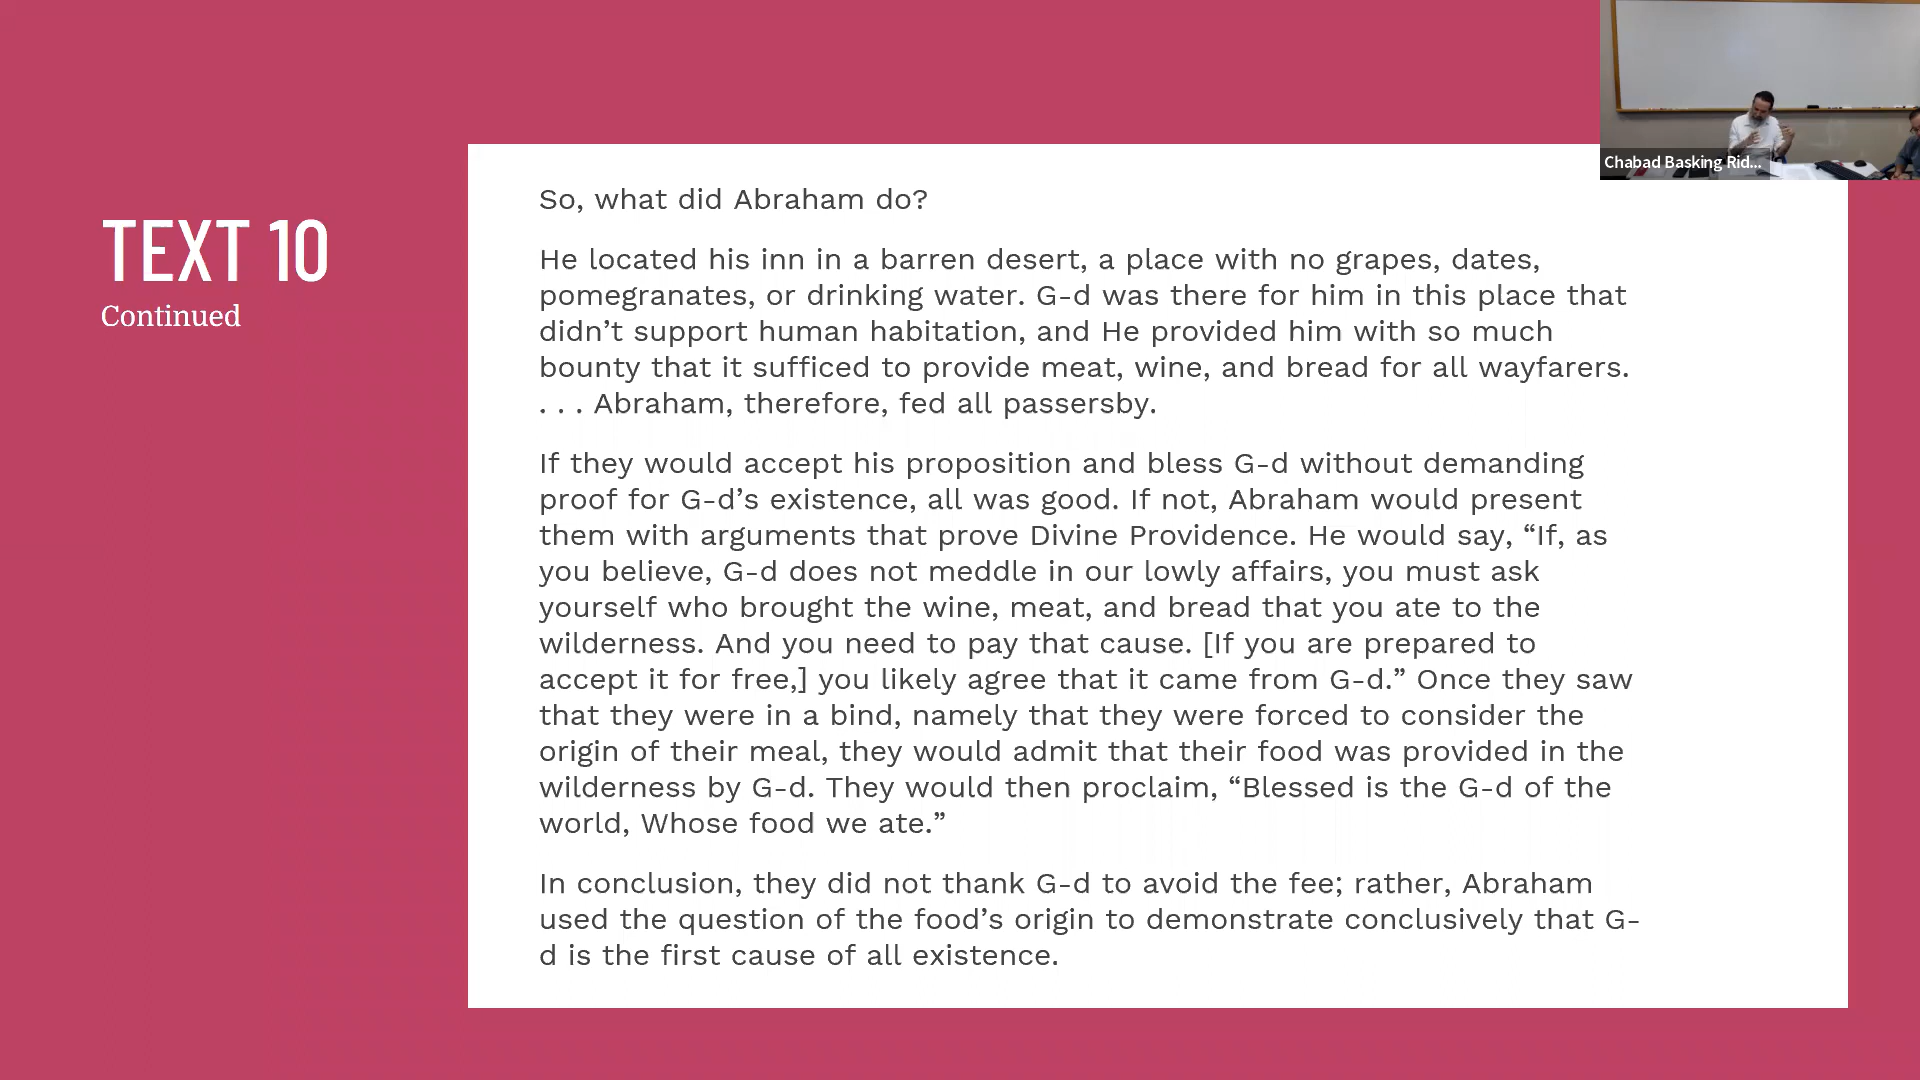 Chabad Basking Rid...
TEXT 10
Continued
So, what did Abraham do?
He located his inn in a barren desert, a place with no grapes, dates,
pomegranates, or drinking water. G-d was there for him in this place that
didn’t support human habitation, and He provided him with so much
bounty that it sufficed to provide meat, wine, and bread for all wayfarers.
. . . Abraham, therefore, fed all passersby.
If they would accept his proposition and bless G-d without demanding
proof for G-d’s existence, all was good. If not, Abraham would present
them with arguments that prove Divine Providence. He would say, “If, as
you believe, G-d does not meddle in our lowly affairs, you must ask
yourself who brought the wine, meat, and bread that you ate to the
wilderness. And you need to pay that cause. [If you are prepared to
accept it for free,] you likely agree that it came from G-d.” Once they saw
that they were in a bind, namely that they were forced to consider the
origin of their meal, they would admit that their food was provided in the
wilderness by G-d. They would then proclaim, “Blessed is the G-d of the
world, Whose food we ate.”
In conclusion, they did not thank G-d to avoid the fee; rather, Abraham
used the question of the food’s origin to demonstrate conclusively that G-
d is the first cause of all existence.